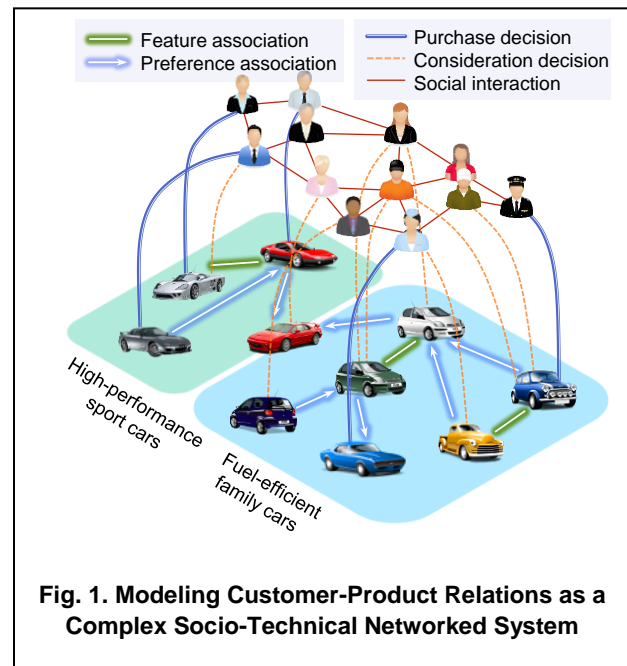 Feature association
Preference association
Purchase decision
Consideration decision
Social interaction
High-performance
sport cars
Fuel-efficient
family cars
Fig. 1. Modeling Customer-Product Relations as a
Complex Socio-Technical Networked System